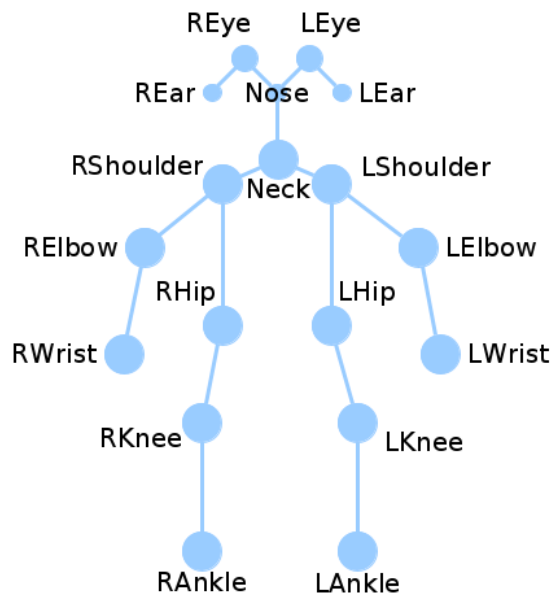 REye
LEye
REar
Nose
LEar
RShoulder
LShoulder
Neck
RElbow
LElbow
RHip
LHip
RWrist
LWrist
RKnee
LKnee
RAnkle
LAnkle